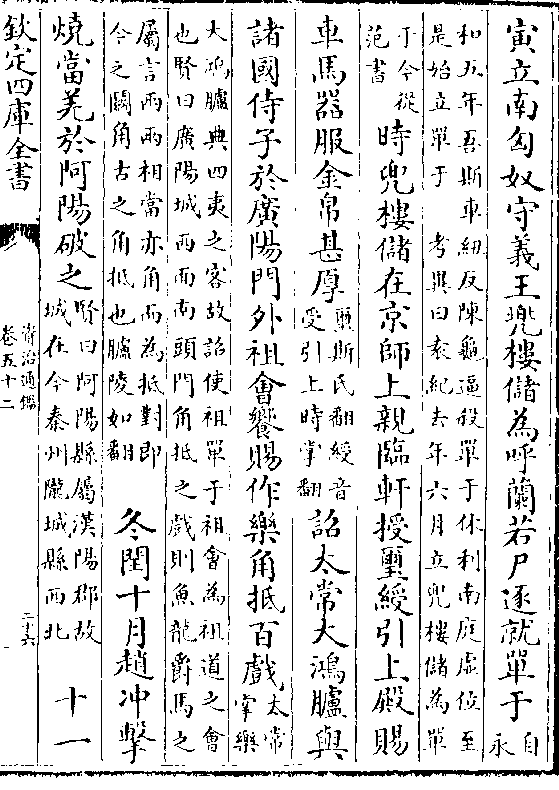 寅立南匈奴守義王兜樓儲為呼蘭若尸逐就單于自永
和五年吾斯車紐反陳龜逼殺單于休利南庭虚位至
是始立單于 考異曰袁紀去年六月立兜樓儲為單
于今從范書時兜樓儲在京師上親臨軒授璽綬引上殿賜
車馬器服金帛甚厚璽斯氏翻綬音受引上時掌翻詔太常大鴻臚與
諸國侍子於廣陽門外祖會饗賜作樂角抵百戲太常掌樂
大鴻臚典四夷之客故詔使祖單于祖會為祖道之會
也賢曰廣陽城西面南頭門角抵之戲則魚龍爵馬之
屬言兩兩相當亦角而為抵對即今之鬭角古之角抵也臚陵如翻冬閏十月趙冲擊
燒當羌於阿陽破之賢曰阿陽縣屬漢陽郡故城在今秦州隴城縣西北十一
欽定四庫全書
資治通鑑
卷五十二
二十六